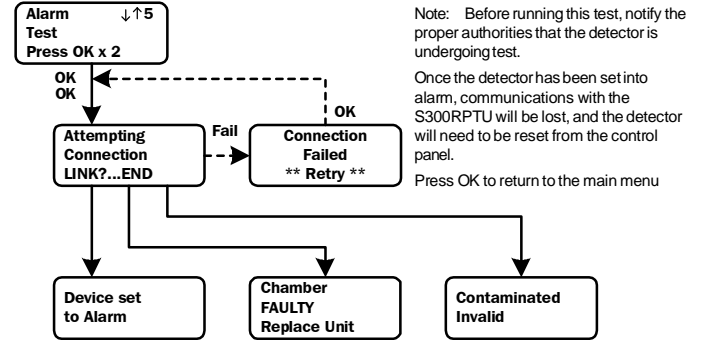 Alarm ↓↑5
Test
Press OK x 2
OK
OK
Attempting
Connection
LINK?...END
Fail
Connection
Failed
** Retry **
OK
Device set
to Alarm
Chamber
FAULTY
Replace Unit
Contaminated
Invalid
Note: Before running this test, notify the
proper authorities that the detector is
undergoing test.
Once the detector has been set into
alarm, communications with the
S300RPTU will be lost, and the detector
will need to be reset from the control
panel.
Press OK to return to the main menu